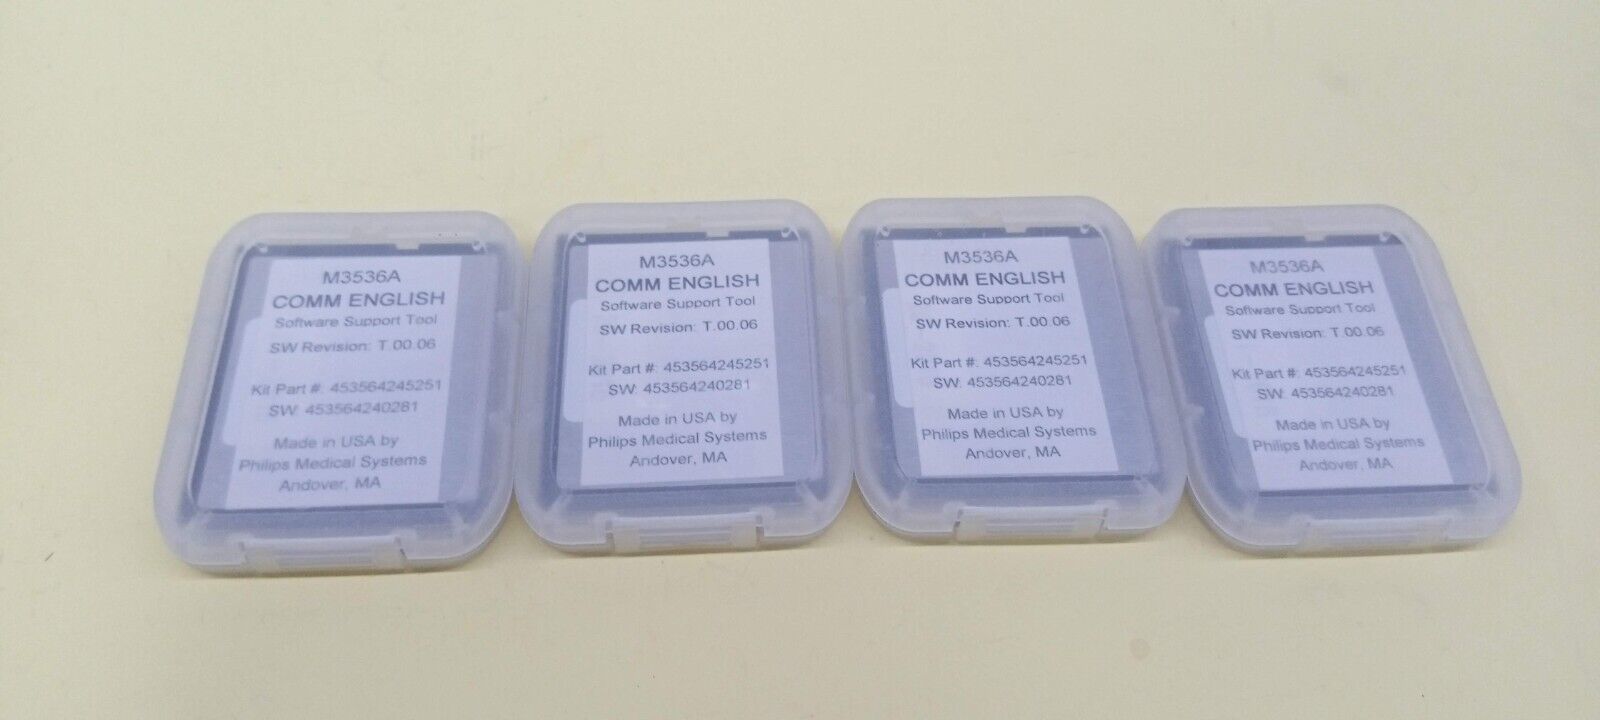 M3536A
COMM ENGLISH
Software Support Tool
SW Revision: T.00.06
Kit Part #: 453564245251
SW: 453564240281
Made in USA by
Philips Medical Systems
Andover, MA
M3536A
COMM ENGLISH
Software Support Tool
SW Revision: T.00.06
Kit Part #: 453564245251
SW: 453564240281
Made in USA by
Philips Medical Systems
Andover, MA
M3536A
COMM ENGLISH
Software Support Tool
SW Revision: T.00.06
Kit Part #: 453564245251
SW: 453564240281
Made in USA by
Philips Medical Systems
Andover, MA
M3536A
COMM ENGLISH
Software Support Tool
SW Revision: T.00.06
Kit Part #: 453564245251
SW: 453564240281
Made in USA by
Philips Medical Systems
Andover, MA